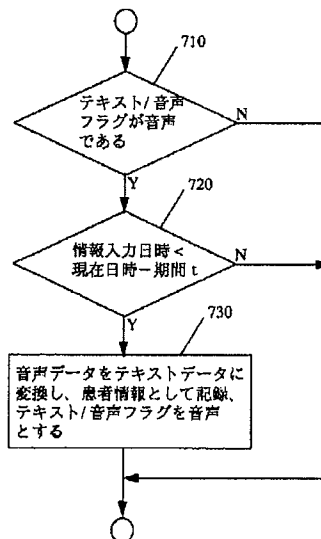 710
テキスト/音声
フラグが音声
である
N
Y
720
情報入力日時<
現在日時−期間t
N
Y
730
音声データをテキストデータに
変換し、患者情報として記録、
テキスト/音声フラグを音声
とする